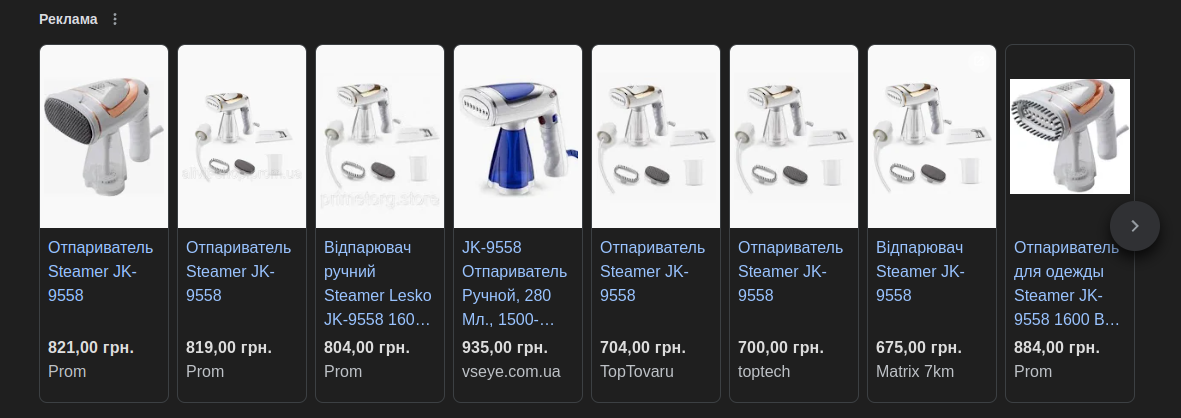 Реклама
Отпариватель
Steamer JK-
9558
821,00 грн.
Prom
Отпариватель
Steamer JK-
9558
819,00 грн.
Prom
primetorg.store
Відпарювач
ручний
Steamer Lesko
JK-9558 160…
804,00 грн.
Prom
JK-9558
Отпариватель
Ручной, 280
Мл., 1500-…
935,00 грн.
vseye.com.ua
Отпариватель
Steamer JK-
9558
704,00 грн.
TopTovaru
Отпариватель
Steamer JK-
9558
700,00 грн.
toptech
Відпарювач
Steamer JK-
9558
675,00 грн.
Matrix 7km
Отпариватель
для одежды
Steamer JK-
9558 1600 В…
884,00 грн.
Prom